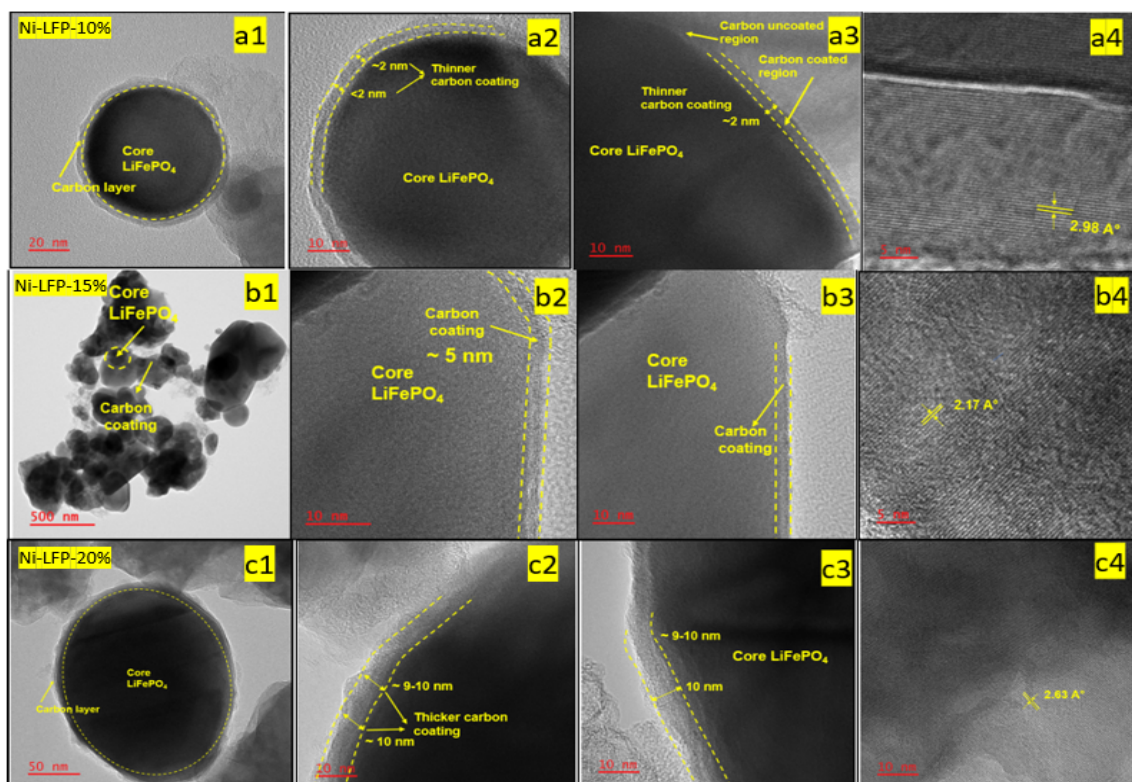 Ni-LFP-10%
a1
Core
LiFePO4
Carbon layer
20 nm
a2
~2 nm
<2 nm
Thinner
carbon coating
Core LiFePO4
10 nm
a3
Carbon uncoated
region
Carbon coated
region
Thinner
carbon coating
~2 nm
Core LiFePO4
10 nm
a4
2.98 A°
5 nm
Ni-LFP-15%
b1
Core
LiFePO4
Carbon
coating
500 nm
b2
Carbon
coating
~ 5 nm
Core
LiFePO4
10 nm
b3
Core
LiFePO4
Carbon
coating
10 nm
b4
2.17 A°
5 nm
Ni-LFP-20%
c1
Core
LiFePO4
Carbon layer
50 nm
c2
~ 9-10 nm
Thicker carbon
coating
~ 10 nm
10 nm
c3
~ 9-10 nm
Core LiFePO4
10 nm
10 nm
c4
2.63 A°
10 nm